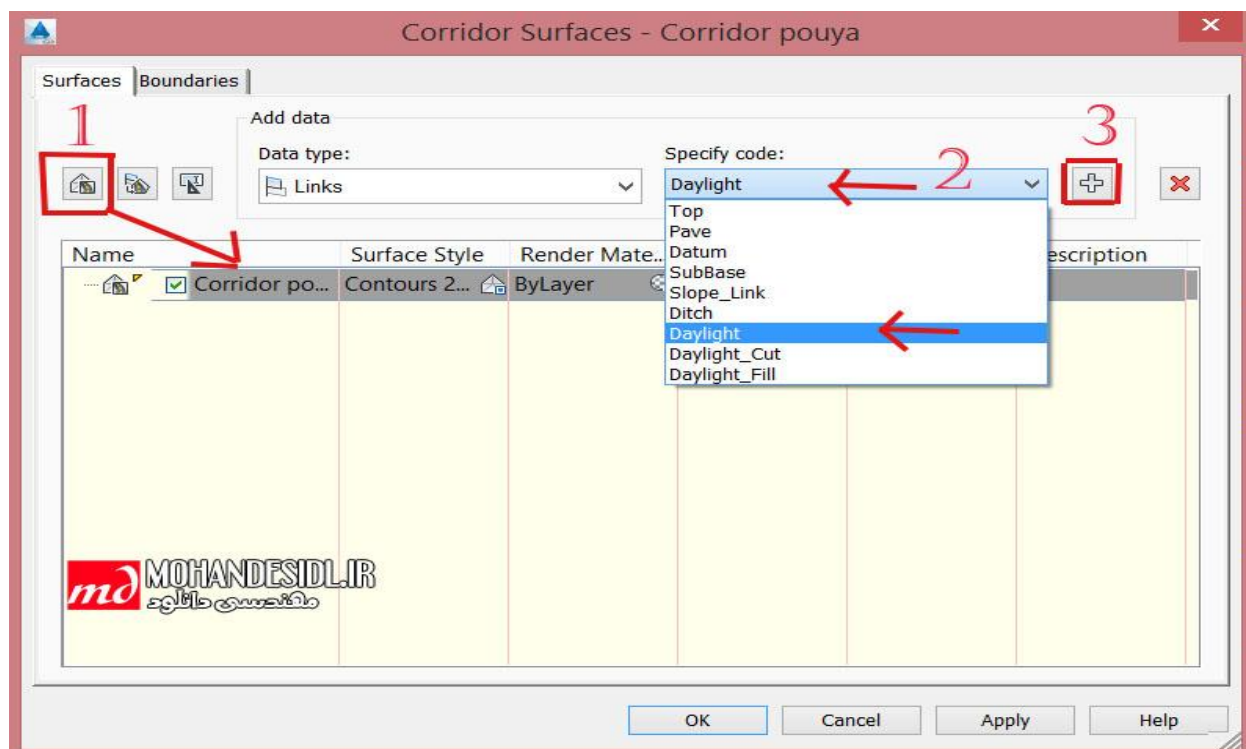 Corridor Surfaces - Corridor pouya
Surfaces Boundaries
1
Add data
Data type:
Links
Specify code:
Daylight
2
3
Top
Pave
Datum
SubBase
Slope_Link
Ditch
Daylight
Daylight_Cut
Daylight_Fill
Name Surface Style Render Mate... escription
Corridor po... Contours 2... ByLayer
md MOHANDESIDL.IR
مهندسی دانلود
OK Cancel Apply Help